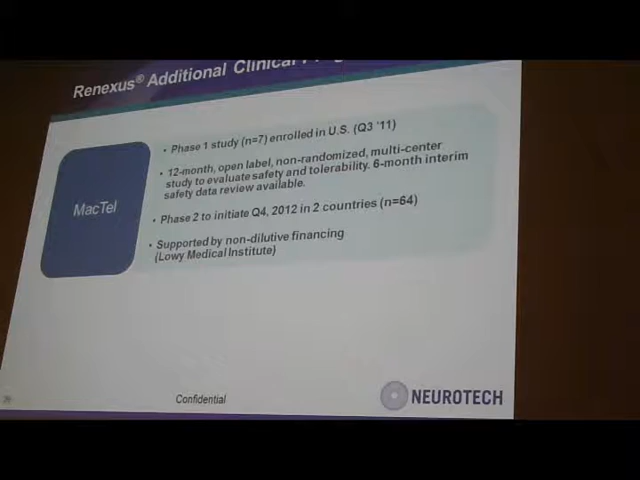 Renexus® Additional Clinical
• Phase 1 study (n=7) enrolled in U.S. (Q3 '11)
• 12-month, open label, non-randomized, multi-center
study to evaluate safety and tolerability. 6-month interim
safety data review available.
MacTel
• Phase 2 to initiate Q4, 2012 in 2 countries (n=64)
• Supported by non-dilutive financing
(Lowy Medical Institute)
Confidential
NEUROTECH